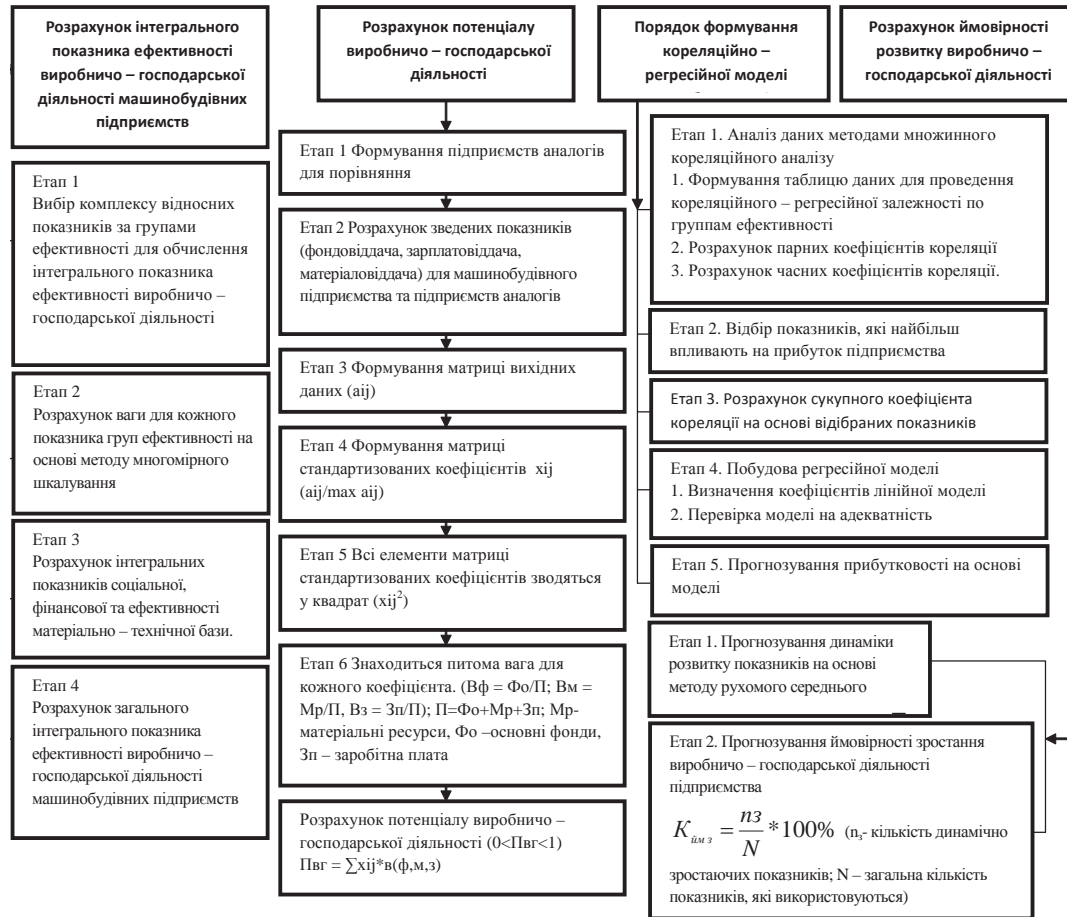 Розрахунок інтегрального
показника ефективності
виробничо – господарської
діяльності машинобудівних
підприємств
Етап 1
Вибір комплексу відносних
показників за групами
ефективності для обчислення
інтегрального показника
ефективності виробничо –
господарської діяльності
Етап 2
Розрахунок ваги для кожного
показника груп ефективності на
основі методу многомірного
шкалування
Етап 3
Розрахунок інтегральних
показників соціальної,
фінансової та ефективності
матеріально – технічної бази.
Етап 4
Розрахунок загального
інтегрального показника
ефективності виробничо –
господарської діяльності
машинобудівних підприємств
Розрахунок потенціалу
виробничо – господарської
діяльності
Етап 1 Формування підприємств аналогів
для порівняння
Етап 2 Розрахунок зведених показників
(фондовіддача, зарплатовіддача,
матеріаловіддача) для машинобудівного
підприємства та підприємств аналогів
Етап 3 Формування матриці вихідних
даних (aij)
Етап 4 Формування матриці
стандартизованих коефіцієнтів xij
(aij/max aij)
Етап 5 Всі елементи матриці
стандартизованих коефіцієнтів зводяться
у квадрат (xij²)
Етап 6 Знаходиться питома вага для
кожного коефіцієнта. (Вф = Фо/П; Вм =
Мр/П, Вз = Зп/П); П=Фо+Мр+Зп; Мр-
матеріальні ресурси, Фо –основні фонди,
Зп – заробітна плата
Розрахунок потенціалу виробничо –
господарської діяльності (0<Пвг<1)
Пвг = ∑xij*в(ф,м,з)
Порядок формування
кореляційно –
регресійної моделі
Етап 1. Аналіз даних методами множинного
кореляційного аналізу
1. Формування таблицю даних для проведення
кореляційного – регресійної залежності по
группам ефективності
2. Розрахунок парних коефіцієнтів кореляції
3. Розрахунок часних коефіцієнтів кореляції.
Етап 2. Відбір показників, які найбільш
впливають на прибуток підприємства
Етап 3. Розрахунок сукупного коефіцієнта
кореляції на основі відібраних показників
Етап 4. Побудова регресійної моделі
1. Визначення коефіцієнтів лінійної моделі
2. Перевірка моделі на адекватність
Етап 5. Прогнозування прибутковості на основі
моделі
Розрахунок ймовірності
розвитку виробничо –
господарської діяльності
Етап 1. Прогнозування динаміки
розвитку показників на основі
методу рухомого середнього
Етап 2. Прогнозування ймовірності зростання
виробничо – господарської діяльності
підприємства
K йм з = nз/N *100% (nз- кількість динамічно
зростаючих показників; N – загальна кількість
показників, які використовуються)